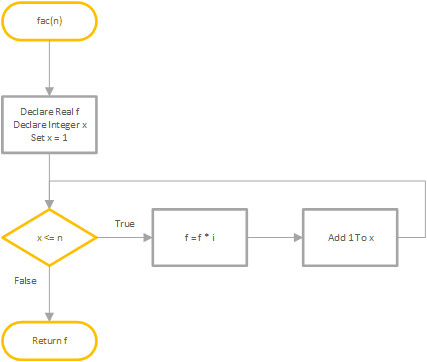 fac(n)
Declare Real f
Declare Integer x
Set x = 1
x <= n
True
f = f * i
Add 1 To x
False
Return f